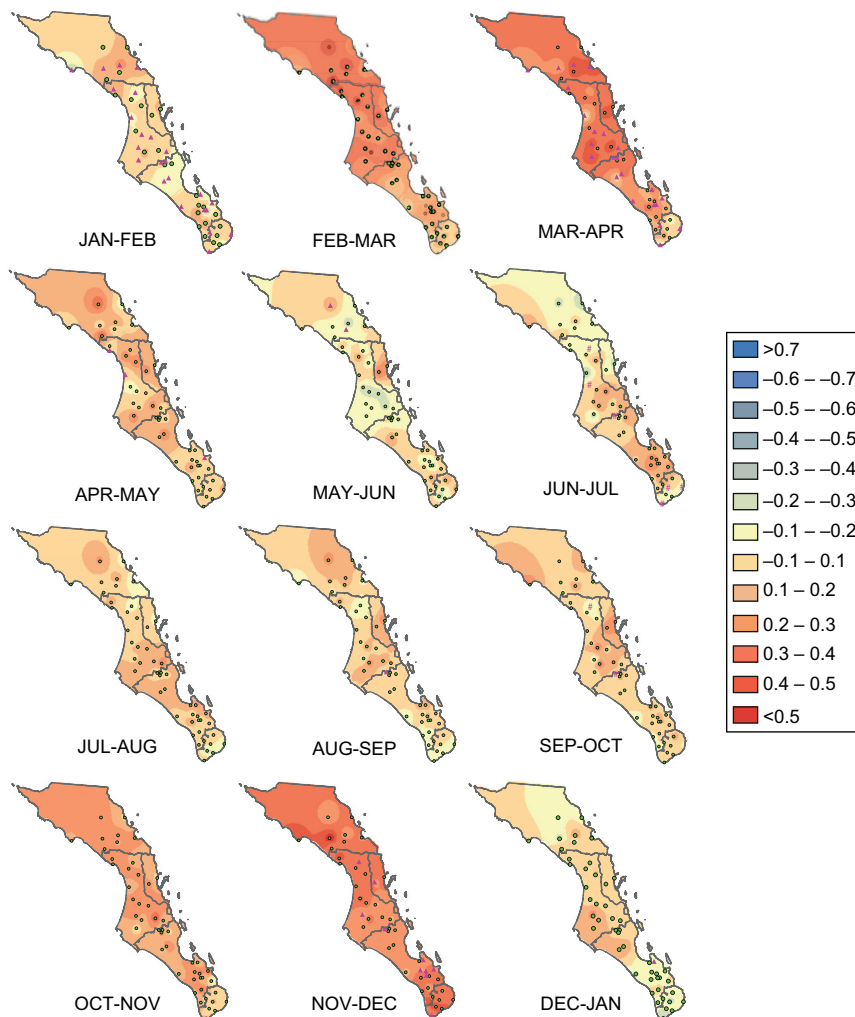 JAN-FEB
FEB-MAR
MAR-APR
APR-MAY
MAY-JUN
JUN-JUL
JUL-AUG
AUG-SEP
SEP-OCT
OCT-NOV
NOV-DEC
DEC-JAN
>0.7
–0.6 – –0.7
–0.5 – –0.6
–0.4 – –0.5
–0.3 – –0.4
–0.2 – –0.3
–0.1 – –0.2
–0.1 – 0.1
0.1 – 0.2
0.2 – 0.3
0.3 – 0.4
0.4 – 0.5
<0.5